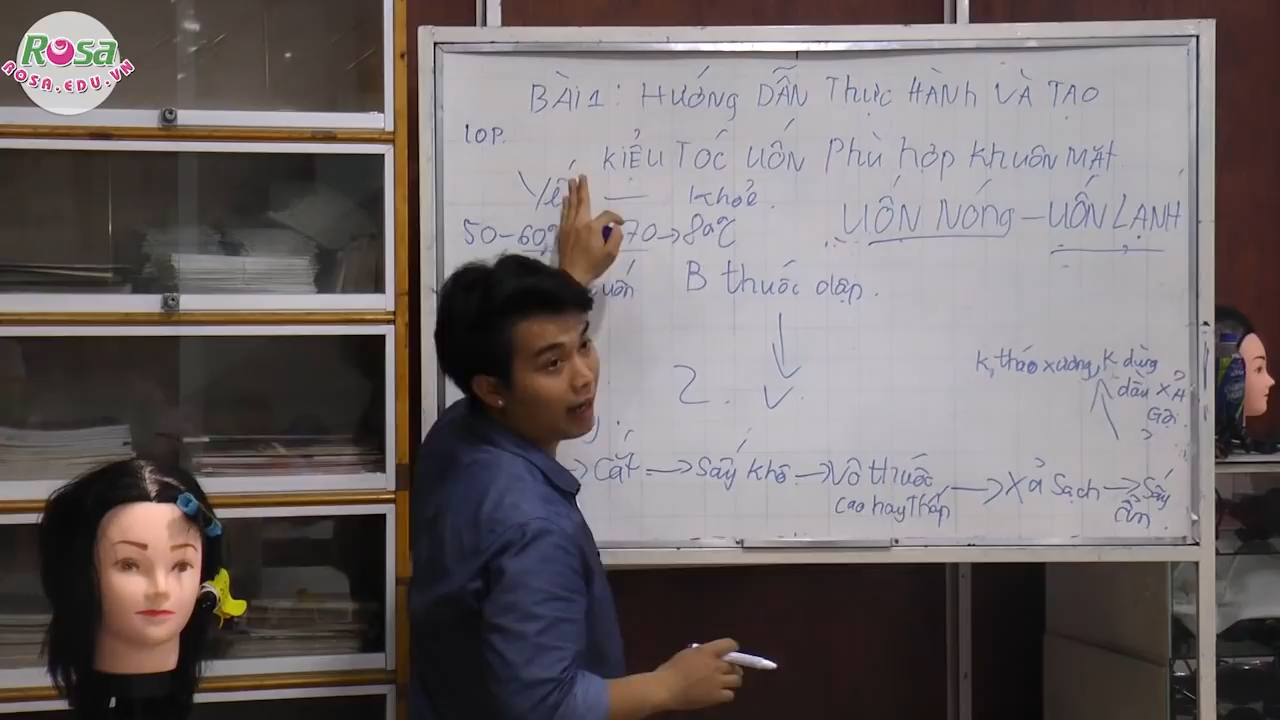 Rosa
ROSA.EDU.VN
BÀI 1: HƯỚNG DẪN THỰC HÀNH VÀ TẠO
LOP.
KIỂU TÓC UỐN PHÙ HỢP KHUÔN MẶT
Khỏe.
UỐN NÓNG - UỐN LẠNH
50-60% 70 → 80%
uốn B thuốc dập.
2. V.
K, tháo xương, K dùng
dầu xả
Gội.
→ Cắt → Sấy khô → Vô thuốc → Xả sạch → Sấy
cao hay Thấp
ẩm.